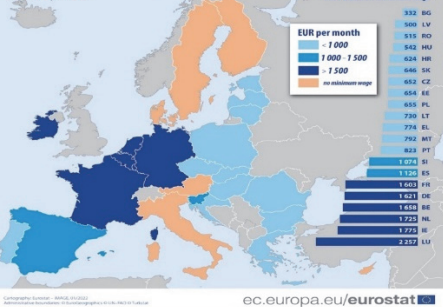 EUR per month
< 1 000
1 000 - 1 500
> 1 500
no minimum wage
332 BG
500 LV
515 RO
542 HU
624 HR
646 SK
652 CZ
654 EE
655 PL
730 LT
774 EL
792 MT
823 PT
1 074 SI
1 126 ES
1 603 FR
1 621 DE
1 658 BE
1 725 NL
1 775 IE
2 257 LU
ec.europa.eu/eurostat